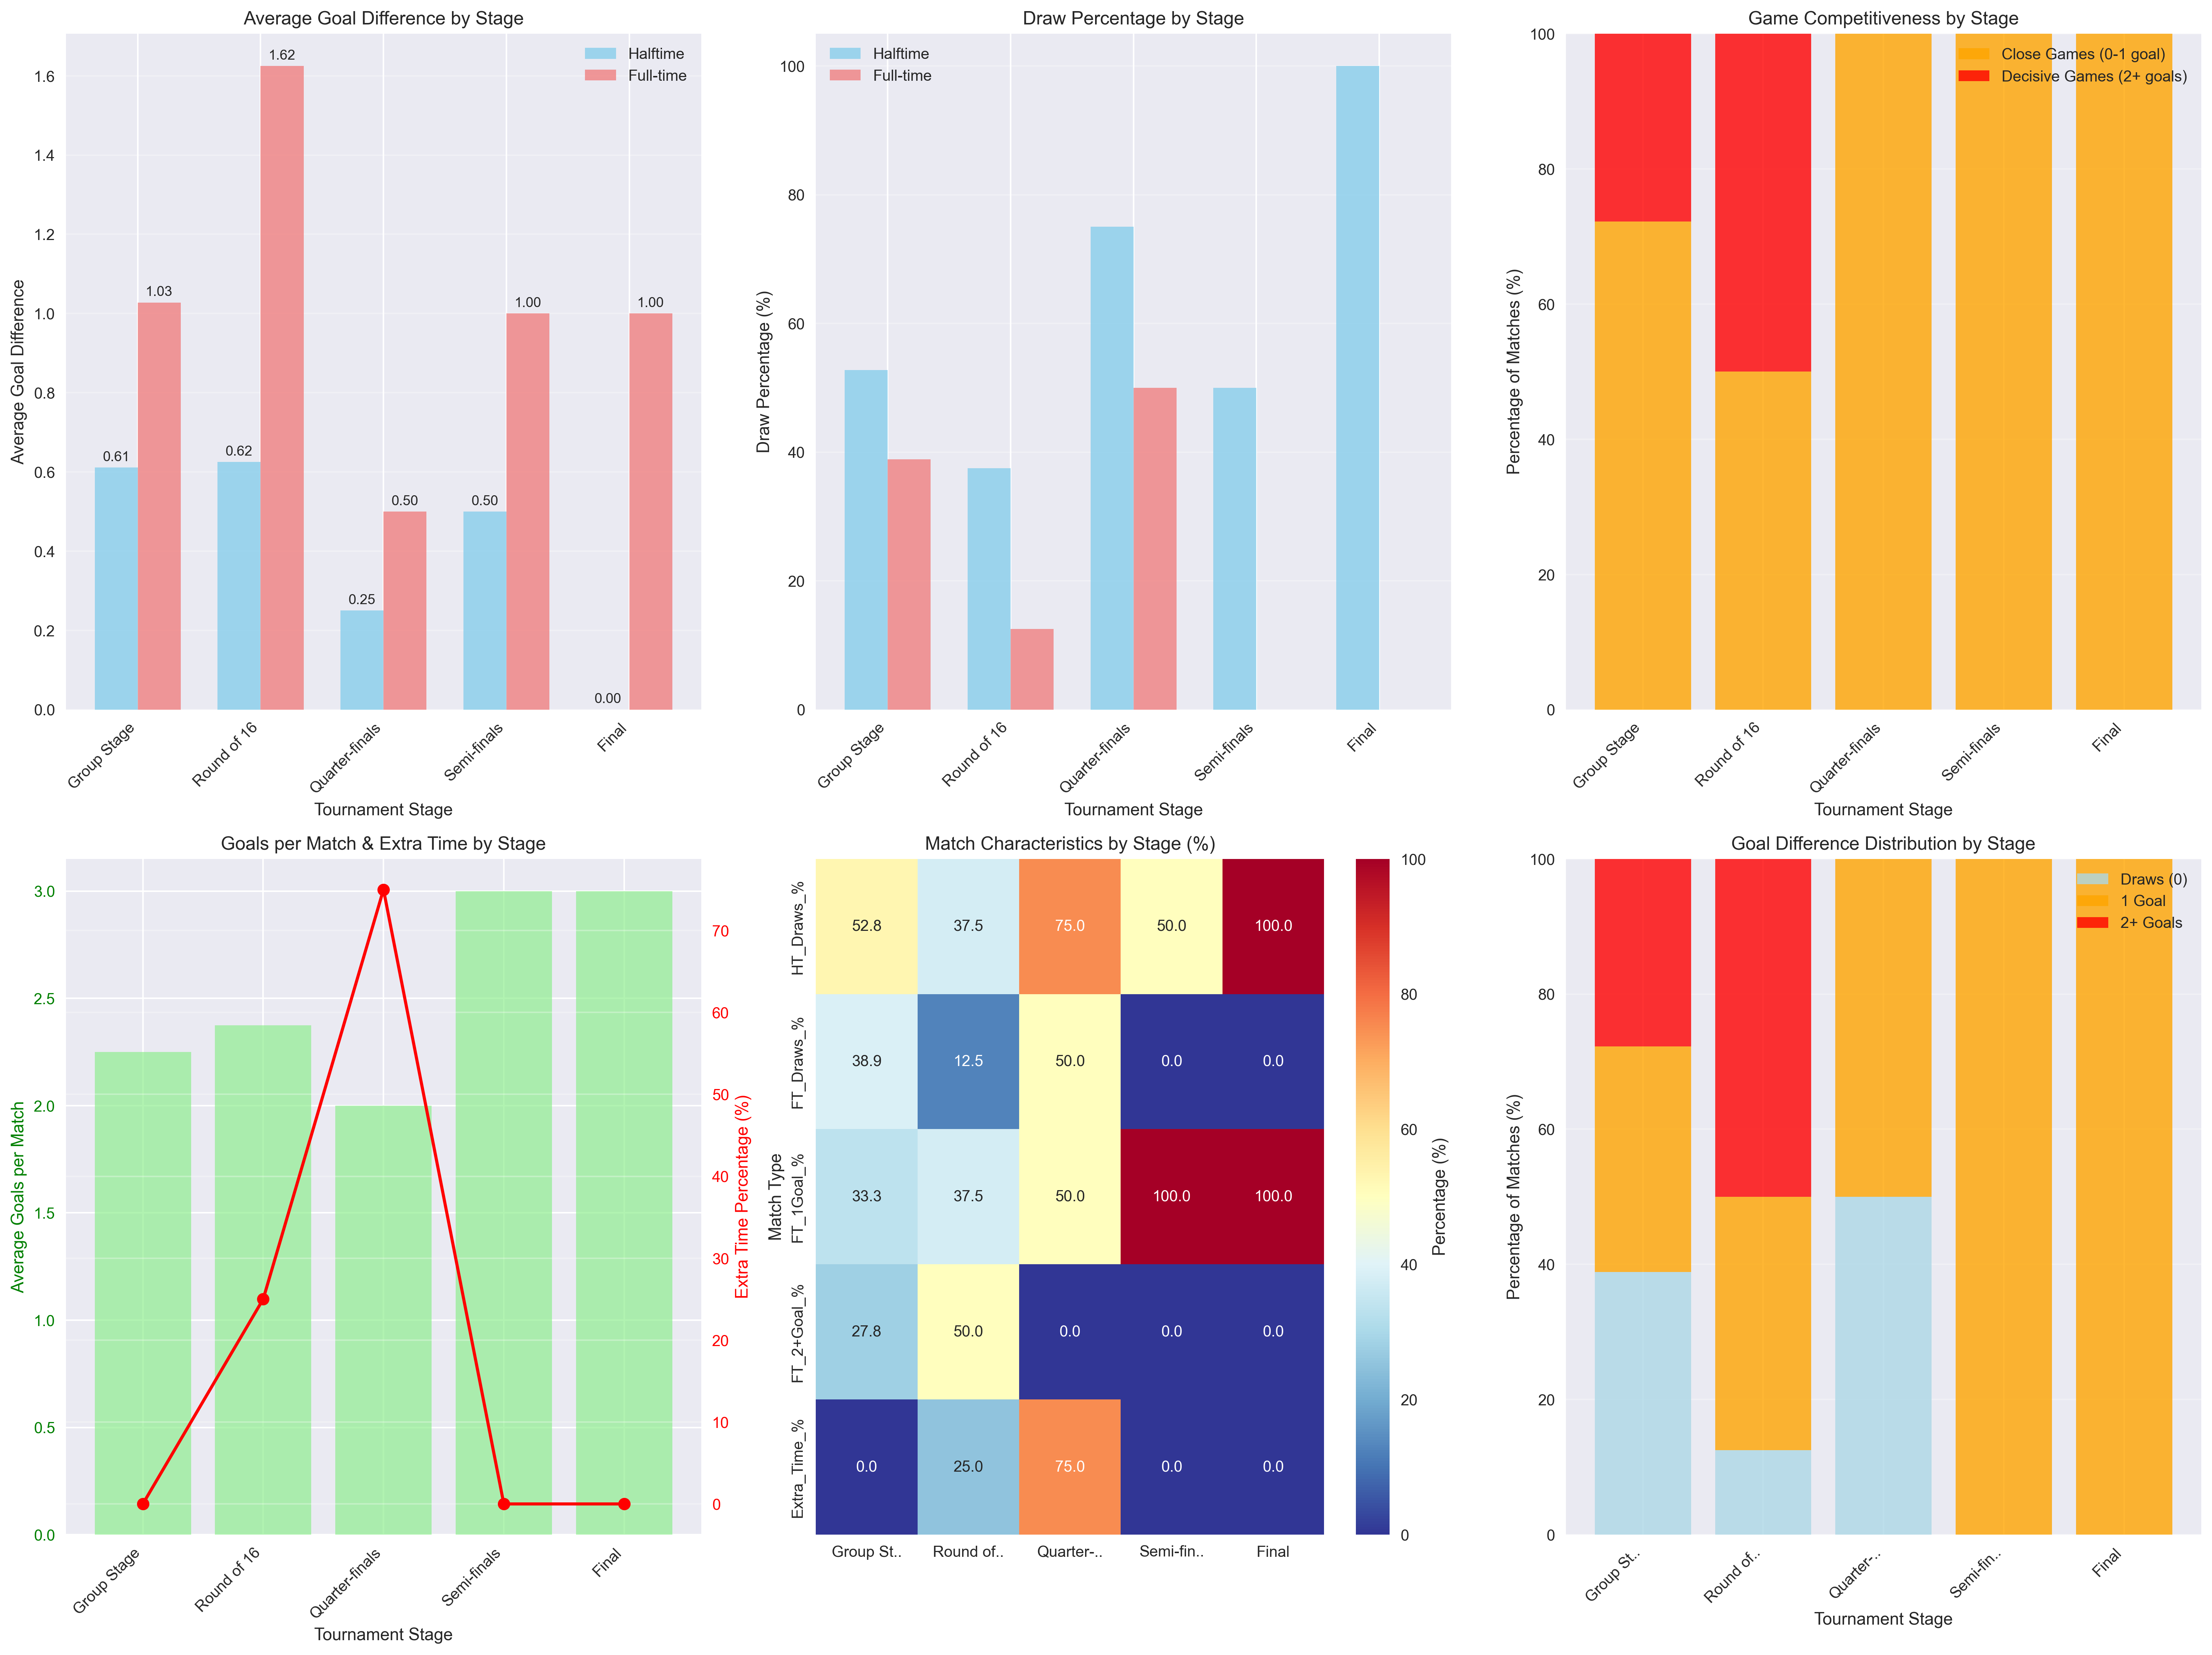 Average Goal Difference by Stage
Halftime
Full-time
Average Goal Difference
1.6
1.4
1.2
1.0
0.8
0.6
0.4
0.2
0.0
0.61
1.03
0.62
1.62
0.25
0.50
0.50
1.00
0.00
1.00
Group Stage
Round of 16
Quarter-finals
Semi-finals
Final
Tournament Stage
Draw Percentage by Stage
Halftime
Full-time
Draw Percentage (%)
100
80
60
40
20
0
Group Stage
Round of 16
Quarter-finals
Semi-finals
Final
Tournament Stage
Game Competitiveness by Stage
Close Games (0-1 goal)
Decisive Games (2+ goals)
Percentage of Matches (%)
100
80
60
40
20
0
Group Stage
Round of 16
Quarter-finals
Semi-finals
Final
Tournament Stage
Goals per Match & Extra Time by Stage
Average Goals per Match
3.0
2.5
2.0
1.5
1.0
0.5
0.0
70
60
50
40
30
20
10
0
Extra Time Percentage (%)
Group Stage
Round of 16
Quarter-finals
Semi-finals
Final
Tournament Stage
Match Characteristics by Stage (%)
Match Type
HT_Draws_%
52.8 37.5 75.0 50.0 100.0
FT_Draws_%
38.9 12.5 50.0 0.0 0.0
FT_1Goal_%
33.3 37.5 50.0 100.0 100.0
FT_2+Goal_%
27.8 50.0 0.0 0.0 0.0
Extra_Time_%
0.0 25.0 75.0 0.0 0.0
Group St.. Round of.. Quarter-.. Semi-fin.. Final
100
80
60
40
20
0
Percentage (%)
Goal Difference Distribution by Stage
Draws (0)
1 Goal
2+ Goals
Percentage of Matches (%)
100
80
60
40
20
0
Group St..
Round of..
Quarter-..
Semi-fin..
Final
Tournament Stage